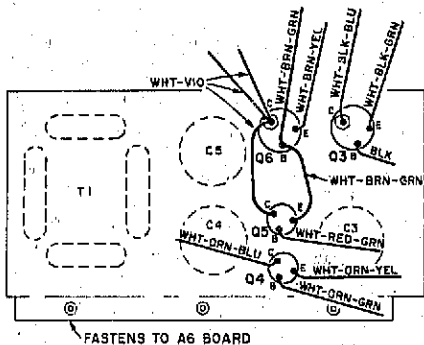 WHT-VIO
WHT-BRN-GRN
WHT-BRN-YEL
WHT-BLK-BLU
WHT-BLK-GRN
C
E
B
Q6
C
E
B
Q3
BLK
WHT-BRN-GRN
C5
T1
C
E
B
Q5
WHT-RED-GRN
C4
C3
WHT-ORN-BLU
C
E
B
Q4
WHT-ORN-YEL
WHT-ORN-GRN
FASTENS TO A6 BOARD